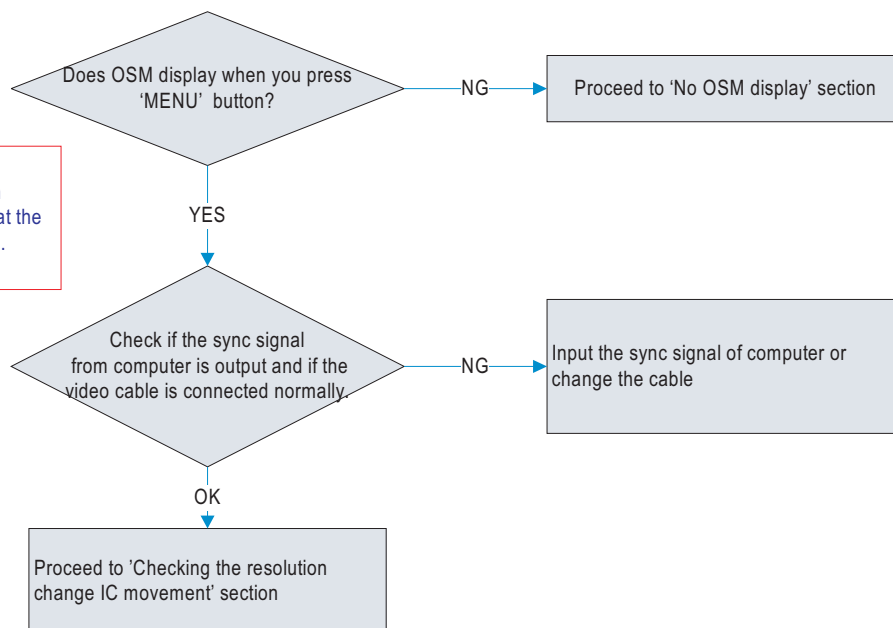 Does OSM display when you press
‘MENU’ button?
NG
Proceed to ‘No OSM display’ section
at the
.
YES
Check if the sync signal
from computer is output and if the
video cable is connected normally.
NG
Input the sync signal of computer or
change the cable
OK
Proceed to ’Checking the resolution
change IC movement’ section